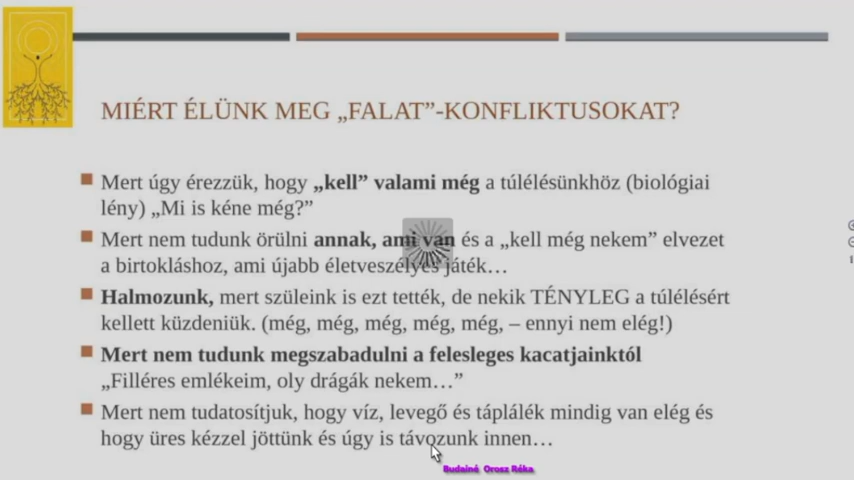 MIÉRT ÉLÜNK MEG „FALAT”-KONFLIKTUSOKAT?
Mert úgy érezzük, hogy „kell” valami még a túlélésünkhöz (biológiai
lény) „Mi is kéne még?”
Mert nem tudunk örülni annak, ami van és a „kell még nekem” elvezet
a birtokláshoz, ami újabb életveszélyes játék…
Halmozunk, mert szüleink is ezt tették, de nekik TÉNYLEG a túlélésért
kellett küzdeniük. (még, még, még, még, még, – ennyi nem elég!)
Mert nem tudunk megszabadulni a felesleges kacatjainktól
„Filléres emlékeim, oly drágák nekem…”
Mert nem tudatosítjuk, hogy víz, levegő és táplálék mindig van elég és
hogy üres kézzel jöttünk és úgy is távozunk innen…
Budainé Orosz Réka